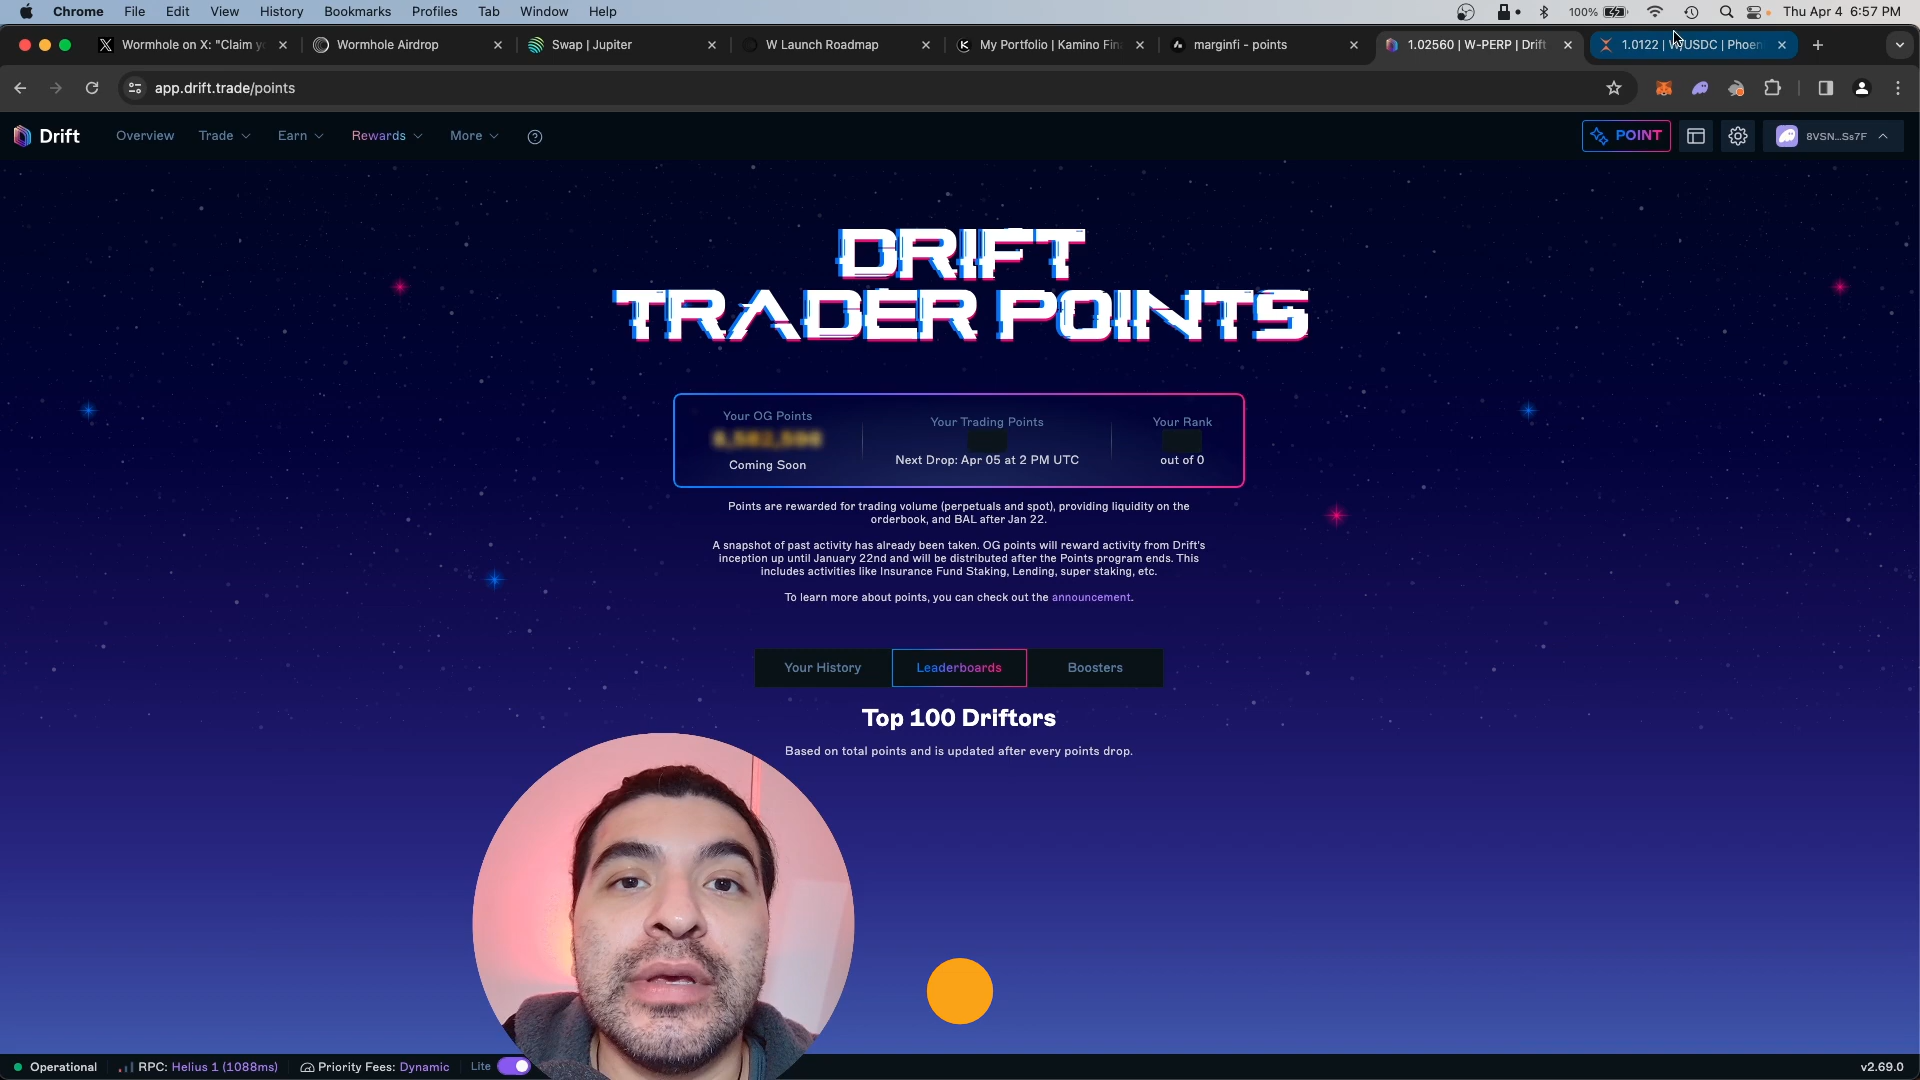 Chrome File Edit View History Bookmarks Profiles Tab Window Help 100% Thu Apr 4 6:57 PM
Wormhole on X: "Claim y Wormhole Airdrop Swap | Jupiter W Launch Roadmap My Portfolio | Kamino Fin marginfi - points 1.02560 | W-PERP | Drift 1.0122 | W/USDC | Phoen
app.drift.trade/points
Drift Overview Trade Earn Rewards More POINT 8VSN...Ss7F
DRIFT
TRADER POINTS
Your OG Points
Coming Soon
Your Trading Points
Next Drop: Apr 05 at 2 PM UTC
Your Rank
out of 0
Points are rewarded for trading volume (perpetuals and spot), providing liquidity on the
orderbook, and BAL after Jan 22.
A snapshot of past activity has already been taken. OG points will reward activity from Drift's
inception up until January 22nd and will be distributed after the Points program ends. This
includes activities like Insurance Fund Staking, Lending, super staking, etc.
To learn more about points, you can check out the announcement.
Your History Leaderboards Boosters
Top 100 Driftors
Based on total points and is updated after every points drop.
Operational RPC: Helius 1 (1088ms) Priority Fees: Dynamic Lite v2.69.0